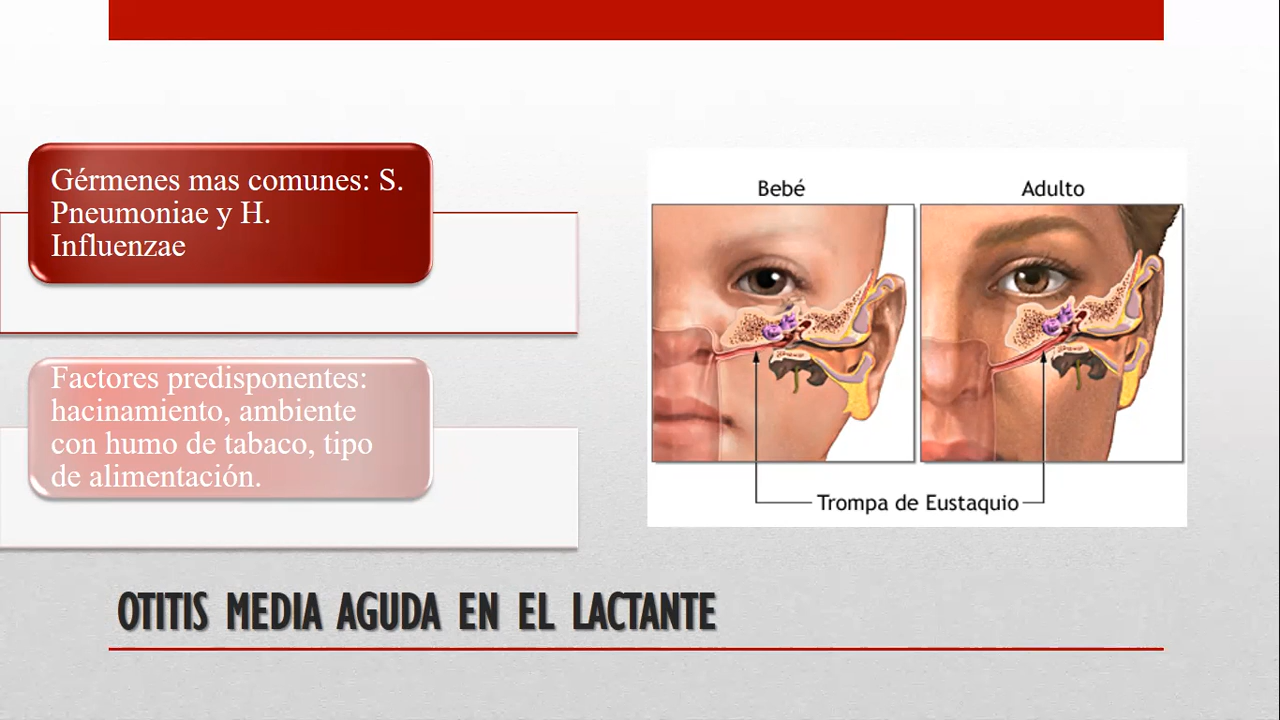 Gérmenes mas comunes: S.
Pneumoniae y H.
Influenzae
Factores predisponentes:
hacinamiento, ambiente
con humo de tabaco, tipo
de alimentación.
Bebé
Adulto
Trompa de Eustaquio
OTITIS MEDIA AGUDA EN EL LACTANTE